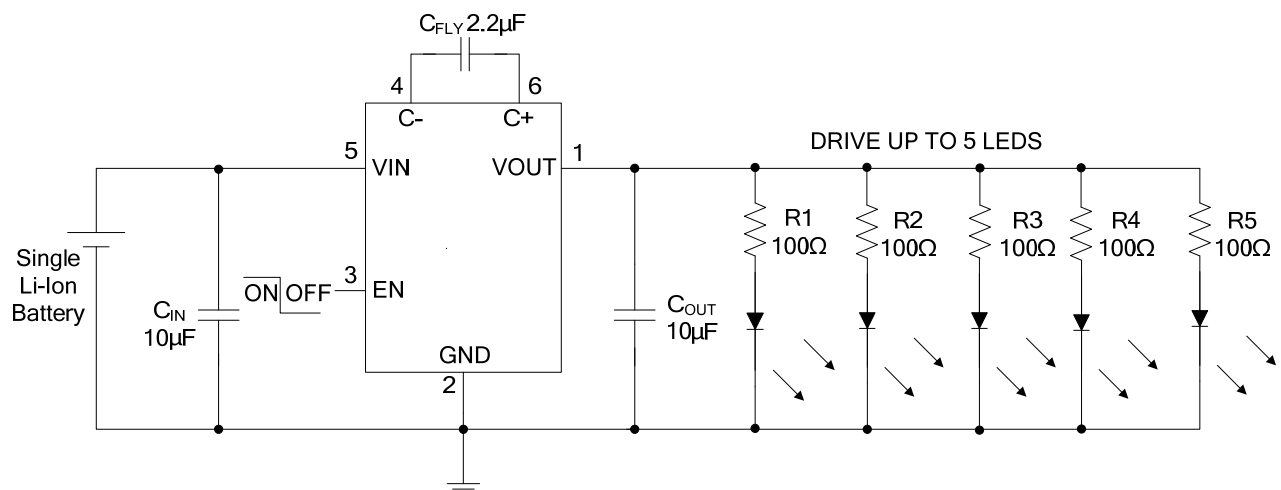 CFLY 2.2µF
4
6
C-
C+
5
VIN
VOUT
1
DRIVE UP TO 5 LEDS
R1
100Ω
R2
100Ω
R3
100Ω
R4
100Ω
R5
100Ω
Single
Li-Ion
Battery
CIN
10µF
ON OFF
3
EN
COUT
10µF
GND
2